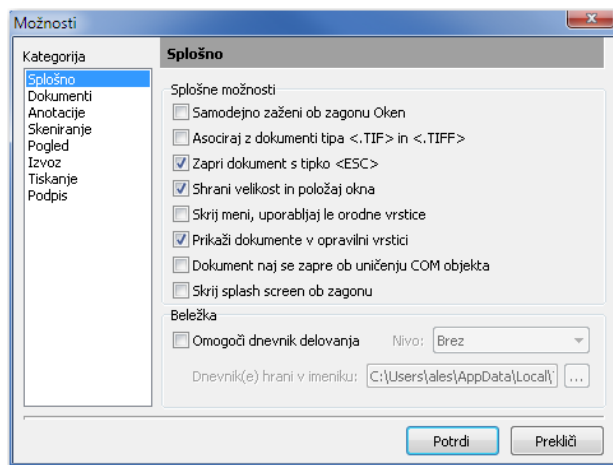 Možnosti
Kategorija
Splošno
Dokumenti
Anotacije
Skeniranje
Pogled
Izvoz
Tiskanje
Podpis
Splošno
Splošne možnosti
Samodejno zaženi ob zagonu Oken
Asociraj z dokumenti tipa <.TIF> in <.TIFF>
Zapri dokument s tipko <ESC>
Shrani velikost in položaj okna
Skrij meni, uporabljaj le orodne vrstice
Prikaži dokumente v opravilni vrstici
Dokument naj se zapre ob uničenju COM objekta
Skrij splash screen ob zagonu
Beležka
Omogoči dnevnik delovanja Nivo: Brez
Dnevnik(e) hrani v imeniku: C:\Users\ales\AppData\Local\ ...
Potrdi Prekliči